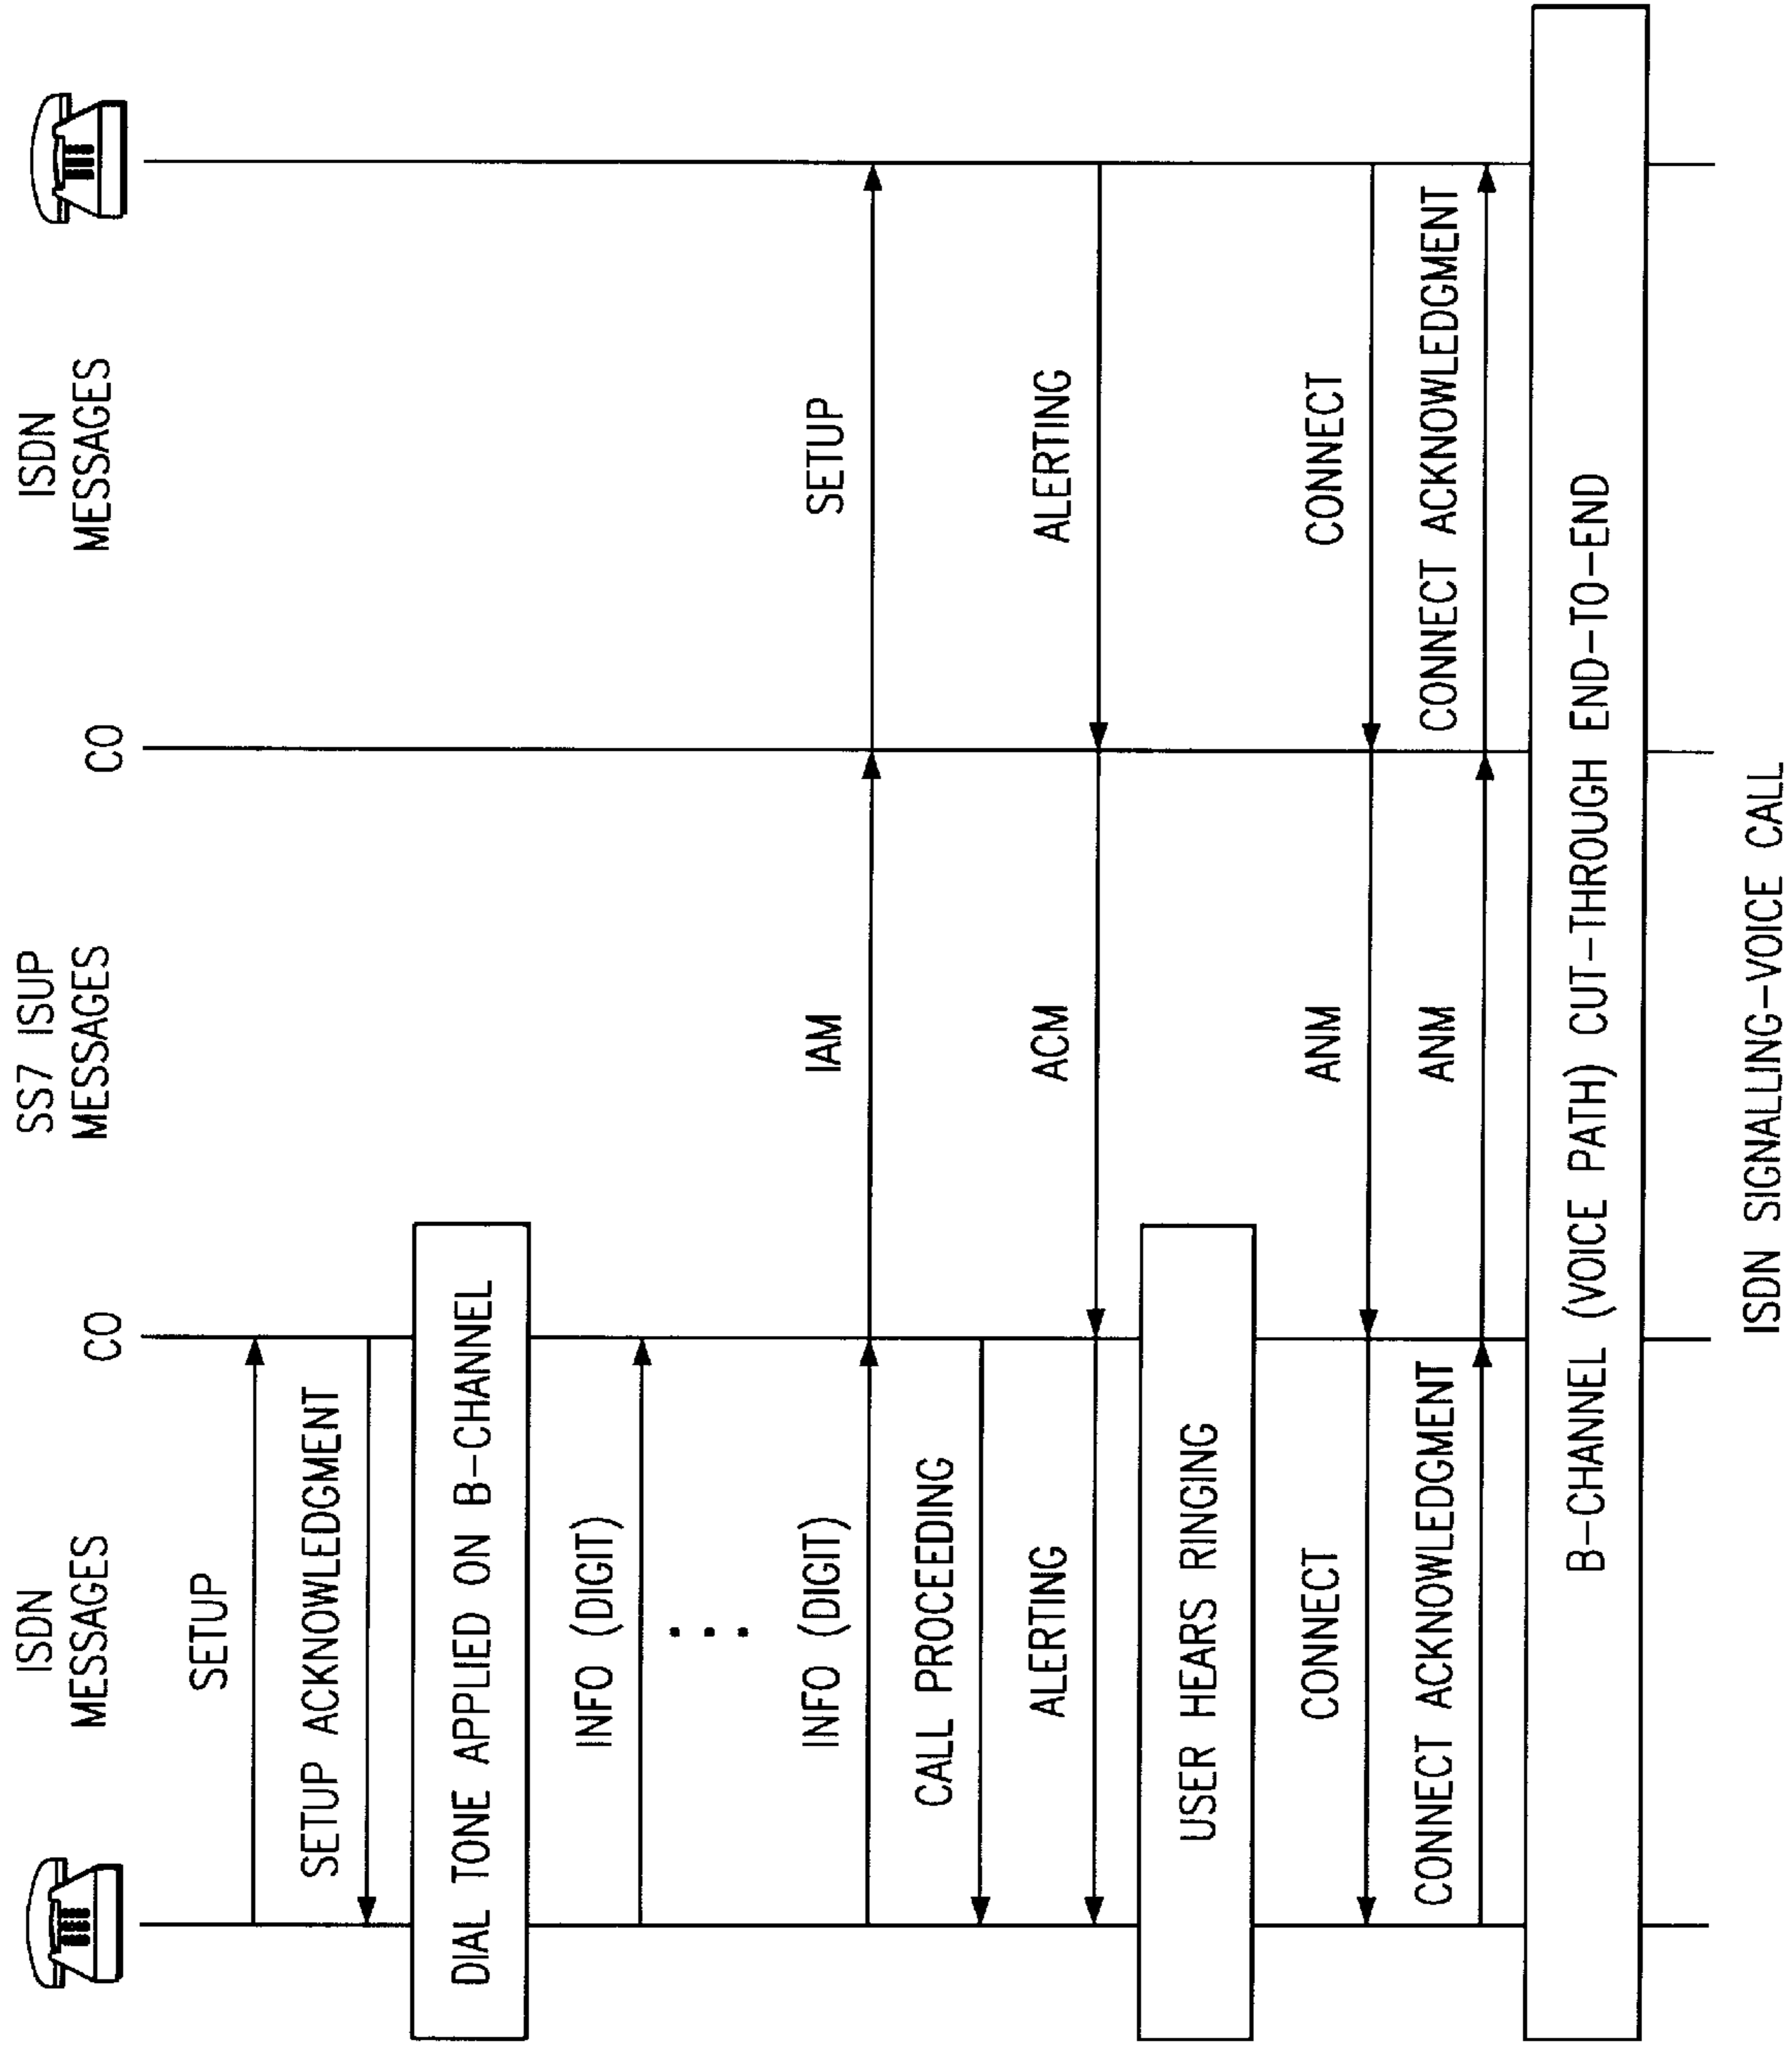 ISDN
MESSAGES
CO
SS7 ISUP
MESSAGES
CO
ISDN
MESSAGES
SETUP
SETUP ACKNOWLEDGMENT
DIAL TONE APPLIED ON B-CHANNEL
INFO (DIGIT)
...
INFO (DIGIT)
IAM
SETUP
CALL PROCEEDING
ALERTING
ACM
ALERTING
USER HEARS RINGING
CONNECT
ANM
CONNECT
CONNECT ACKNOWLEDGMENT
ANM
CONNECT ACKNOWLEDGMENT
B-CHANNEL (VOICE PATH) CUT-THROUGH END-TO-END
ISDN SIGNALLING-VOICE CALL